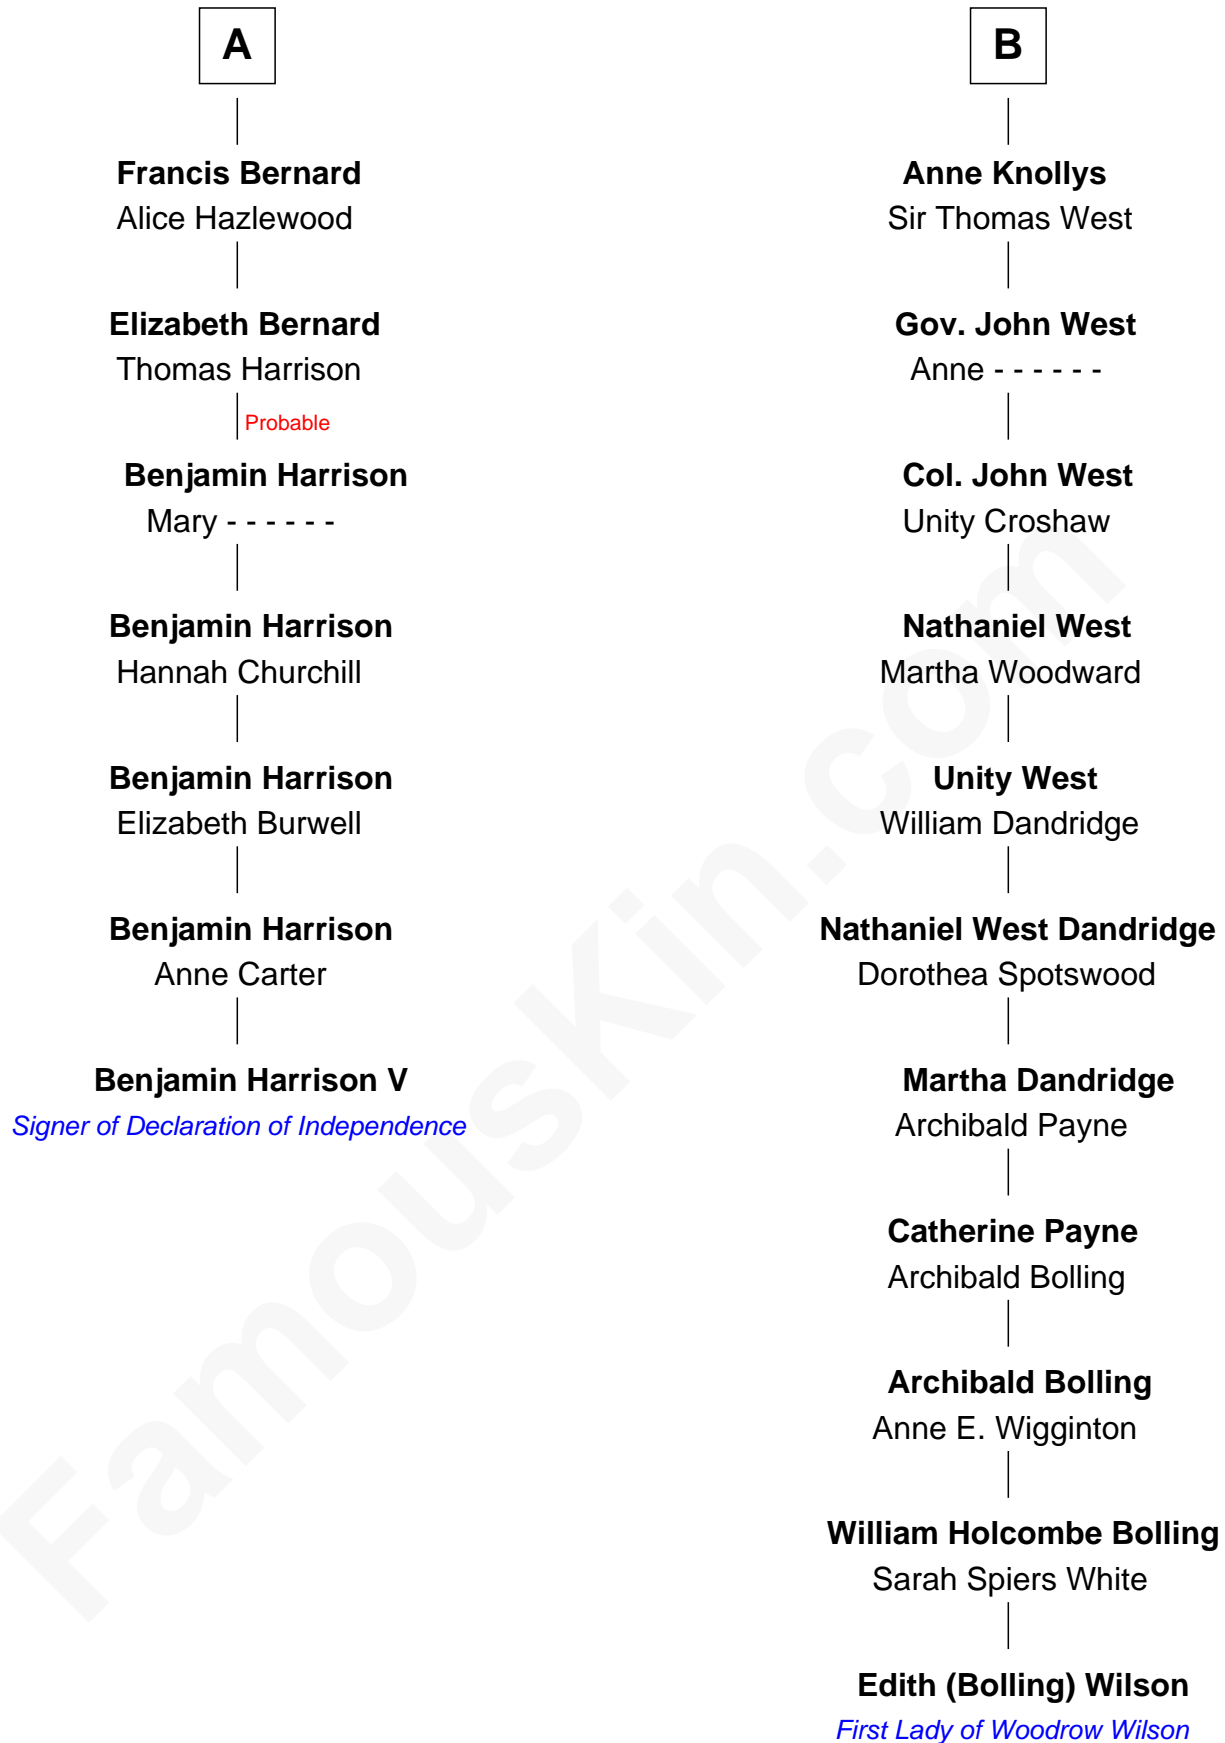 A
Francis Bernard
Alice Hazlewood
Elizabeth Bernard
Thomas Harrison
Probable
Benjamin Harrison
Mary - - - - - -
Benjamin Harrison
Hannah Churchill
Benjamin Harrison
Elizabeth Burwell
Benjamin Harrison
Anne Carter
Benjamin Harrison V
Signer of Declaration of Independence
B
Anne Knollys
Sir Thomas West
Gov. John West
Anne - - - - - -
Col. John West
Unity Croshaw
Nathaniel West
Martha Woodward
Unity West
William Dandridge
Nathaniel West Dandridge
Dorothea Spotswood
Martha Dandridge
Archibald Payne
Catherine Payne
Archibald Bolling
Archibald Bolling
Anne E. Wigginton
William Holcombe Bolling
Sarah Spiers White
Edith (Bolling) Wilson
First Lady of Woodrow Wilson
FamousKin.com